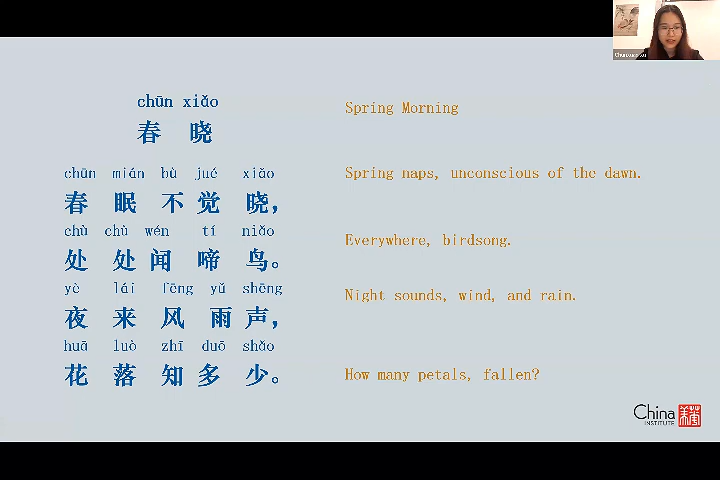 chūn xiǎo
春 晓
Spring Morning
chūn mián bù jué xiǎo
春 眠 不 觉 晓，
Spring naps, unconscious of the dawn.
chù chù wén tí niǎo
处 处 闻 啼 鸟。
Everywhere, birdsong.
yè lái fēng yǔ shēng
夜 来 风 雨 声，
Night sounds, wind, and rain.
huā luò zhī duō shǎo
花 落 知 多 少。
How many petals, fallen?
China
INSTITUTE